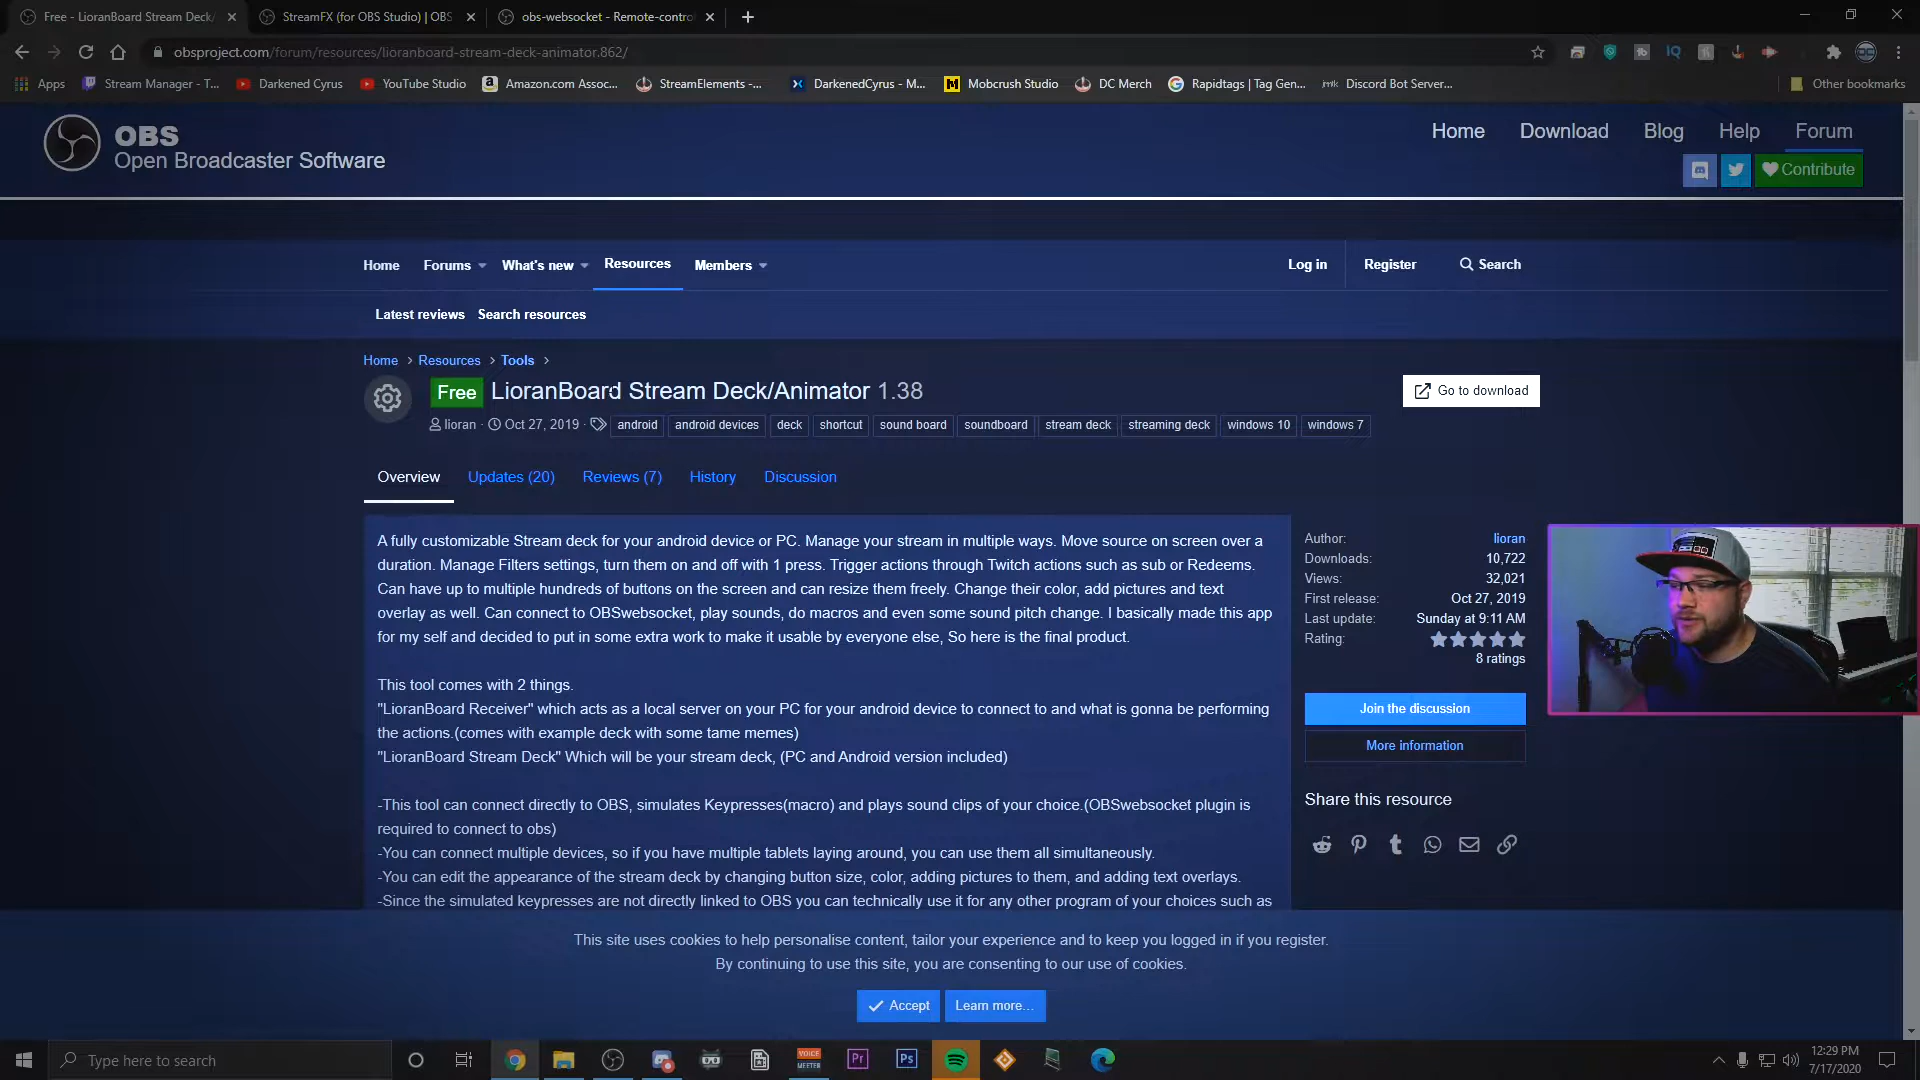 Free - LioranBoard Stream Deck/
StreamFX (for OBS Studio) | OBS
obs-websocket - Remote-contro
obsproject.com/forum/resources/lioranboard-stream-deck-animator.862/
Apps
Stream Manager - T...
Darkened Cyrus
YouTube Studio
Amazon.com Assoc...
StreamElements -...
DarkenedCyrus - M...
Mobcrush Studio
DC Merch
Rapidtags | Tag Gen...
Discord Bot Server...
Other bookmarks
OBS
Open Broadcaster Software
Home Download Blog Help Forum
Contribute
Home Forums What's new Resources Members
Log in Register Search
Latest reviews Search resources
Home > Resources > Tools >
Free LioranBoard Stream Deck/Animator 1.38
Go to download
lioran · Oct 27, 2019 · android android devices deck shortcut sound board soundboard stream deck streaming deck windows 10 windows 7
Overview Updates (20) Reviews (7) History Discussion
A fully customizable Stream deck for your android device or PC. Manage your stream in multiple ways. Move source on screen over a
duration. Manage Filters settings, turn them on and off with 1 press. Trigger actions through Twitch actions such as sub or Redeems.
Can have up to multiple hundreds of buttons on the screen and can resize them freely. Change their color, add pictures and text
overlay as well. Can connect to OBSwebsocket, play sounds, do macros and even some sound pitch change. I basically made this app
for my self and decided to put in some extra work to make it usable by everyone else, So here is the final product.
This tool comes with 2 things.
"LioranBoard Receiver" which acts as a local server on your PC for your android device to connect to and what is gonna be performing
the actions.(comes with example deck with some tame memes)
"LioranBoard Stream Deck" Which will be your stream deck, (PC and Android version included)
-This tool can connect directly to OBS, simulates Keypresses(macro) and plays sound clips of your choice.(OBSwebsocket plugin is
required to connect to obs)
-You can connect multiple devices, so if you have multiple tablets laying around, you can use them all simultaneously.
-You can edit the appearance of the stream deck by changing button size, color, adding pictures to them, and adding text overlays.
-Since the simulated keypresses are not directly linked to OBS you can technically use it for any other program of your choices such as
Author: lioran
Downloads: 10,722
Views: 32,021
First release: Oct 27, 2019
Last update: Sunday at 9:11 AM
Rating:
8 ratings
Join the discussion
More information
Share this resource
This site uses cookies to help personalise content, tailor your experience and to keep you logged in if you register.
By continuing to use this site, you are consenting to our use of cookies.
Accept Learn more...
Type here to search
VOICE
MEETER
Pr
Ps
12:29 PM
7/17/2020